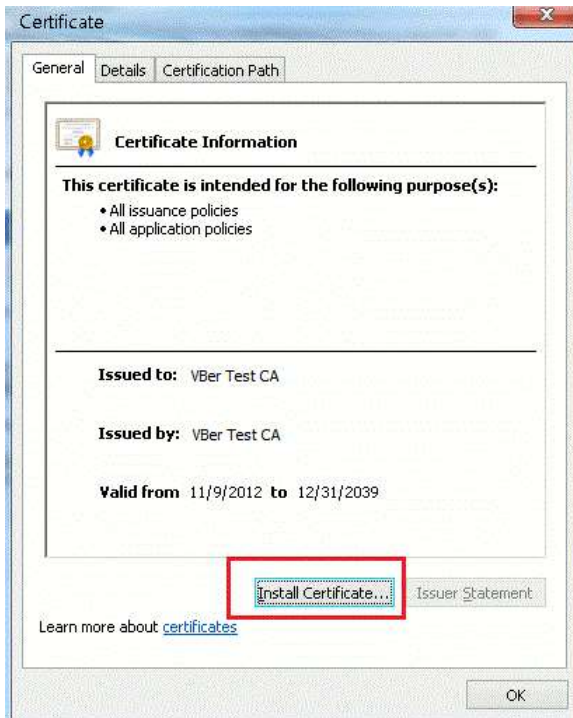 Certificate
General Details Certification Path
Certificate Information
This certificate is intended for the following purpose(s):
• All issuance policies
• All application policies
Issued to: VBer Test CA
Issued by: VBer Test CA
Valid from 11/9/2012 to 12/31/2039
Install Certificate... Issuer Statement
Learn more about certificates
OK